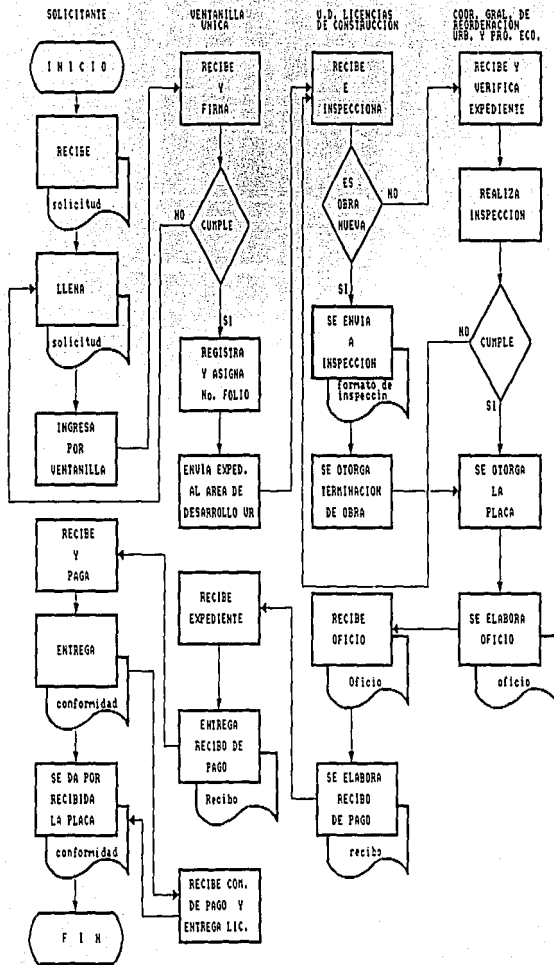 SOLICITANTE
VENTANILLA
UNICA
U.D. LICENCIAS
DE CONSTRUCCION
COOR. GRAL. DE
REORDENACION
URB. Y PRO. ECO.
INICIO
RECIBE
solicitud
LLENA
solicitud
INGRESA
POR
VENTANILLA
RECIBE
Y
FIRMA
NO
CUMPLE
SI
REGISTRA
Y ASIGNA
No. FOLIO
ENVIA EXPED.
AL AREA DE
DESARROLLO UR
RECIBE
E
INSPECCIONA
ES
OBRA
NUEVA
NO
SI
SE ENVIA
A
INSPECCION
formato de
inspeccin
SE OTORGA
TERMINACION
DE OBRA
RECIBE Y
VERIFICA
EXPEDIENTE
REALIZA
INSPECCION
NO
CUMPLE
SI
SE OTORGA
LA
PLACA
SE ELABORA
OFICIO
oficio
RECIBE
OFICIO
Oficio
SE ELABORA
RECIBO
DE PAGO
recibo
RECIBE
EXPEDIENTE
ENTREGA
RECIBO DE
PAGO
Recibo
RECIBE
Y
PAGA
ENTREGA
conformidad
RECIBE COM.
DE PAGO Y
ENTREGA LIC.
SE DA POR
RECIBIDA
LA PLACA
conformidad
FIN